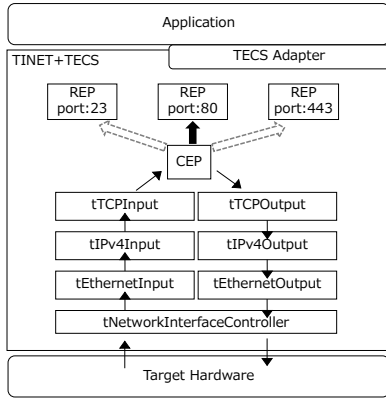 Application
TECS Adapter
TINET+TECS
REP
port:23
REP
port:80
REP
port:443
CEP
tTCPInput
tTCPOutput
tIPv4Input
tIPv4Output
tEthernetInput
tEthernetOutput
tNetworkInterfaceController
Target Hardware